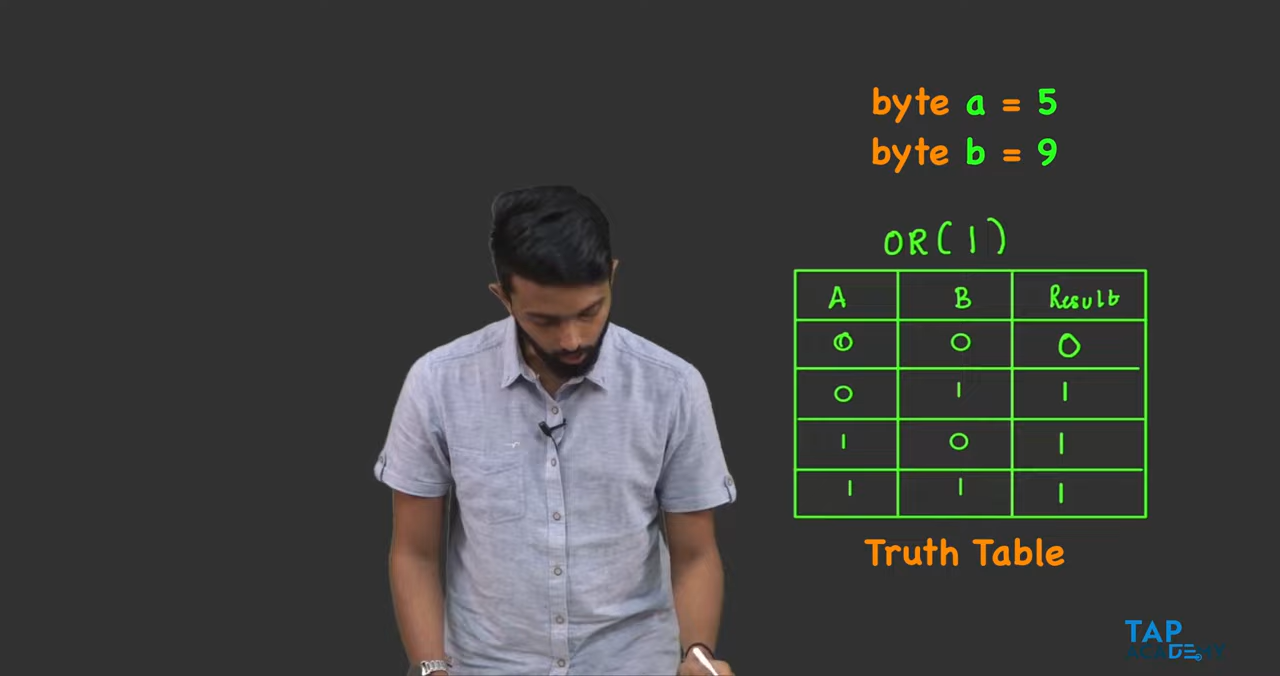 byte a = 5
byte b = 9
OR(|)
A B Result
0 0 0
0 1 1
1 0 1
1 1 1
Truth Table
TAP
ACADEMY